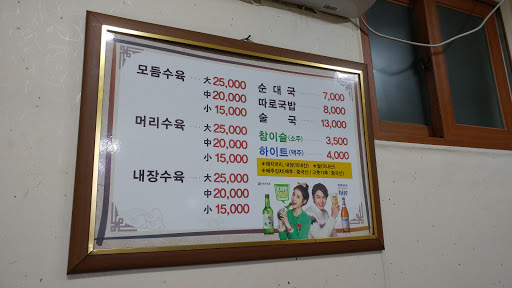 모듬수육 大 25,000
中 20,000
小 15,000
머리수육 大 25,000
中 20,000
小 15,000
내장수육 大 25,000
中 20,000
小 15,000
순대국 7,000
따로국밥 8,000
술국 13,000
참이슬(소주) 3,500
하이트(맥주) 4,000